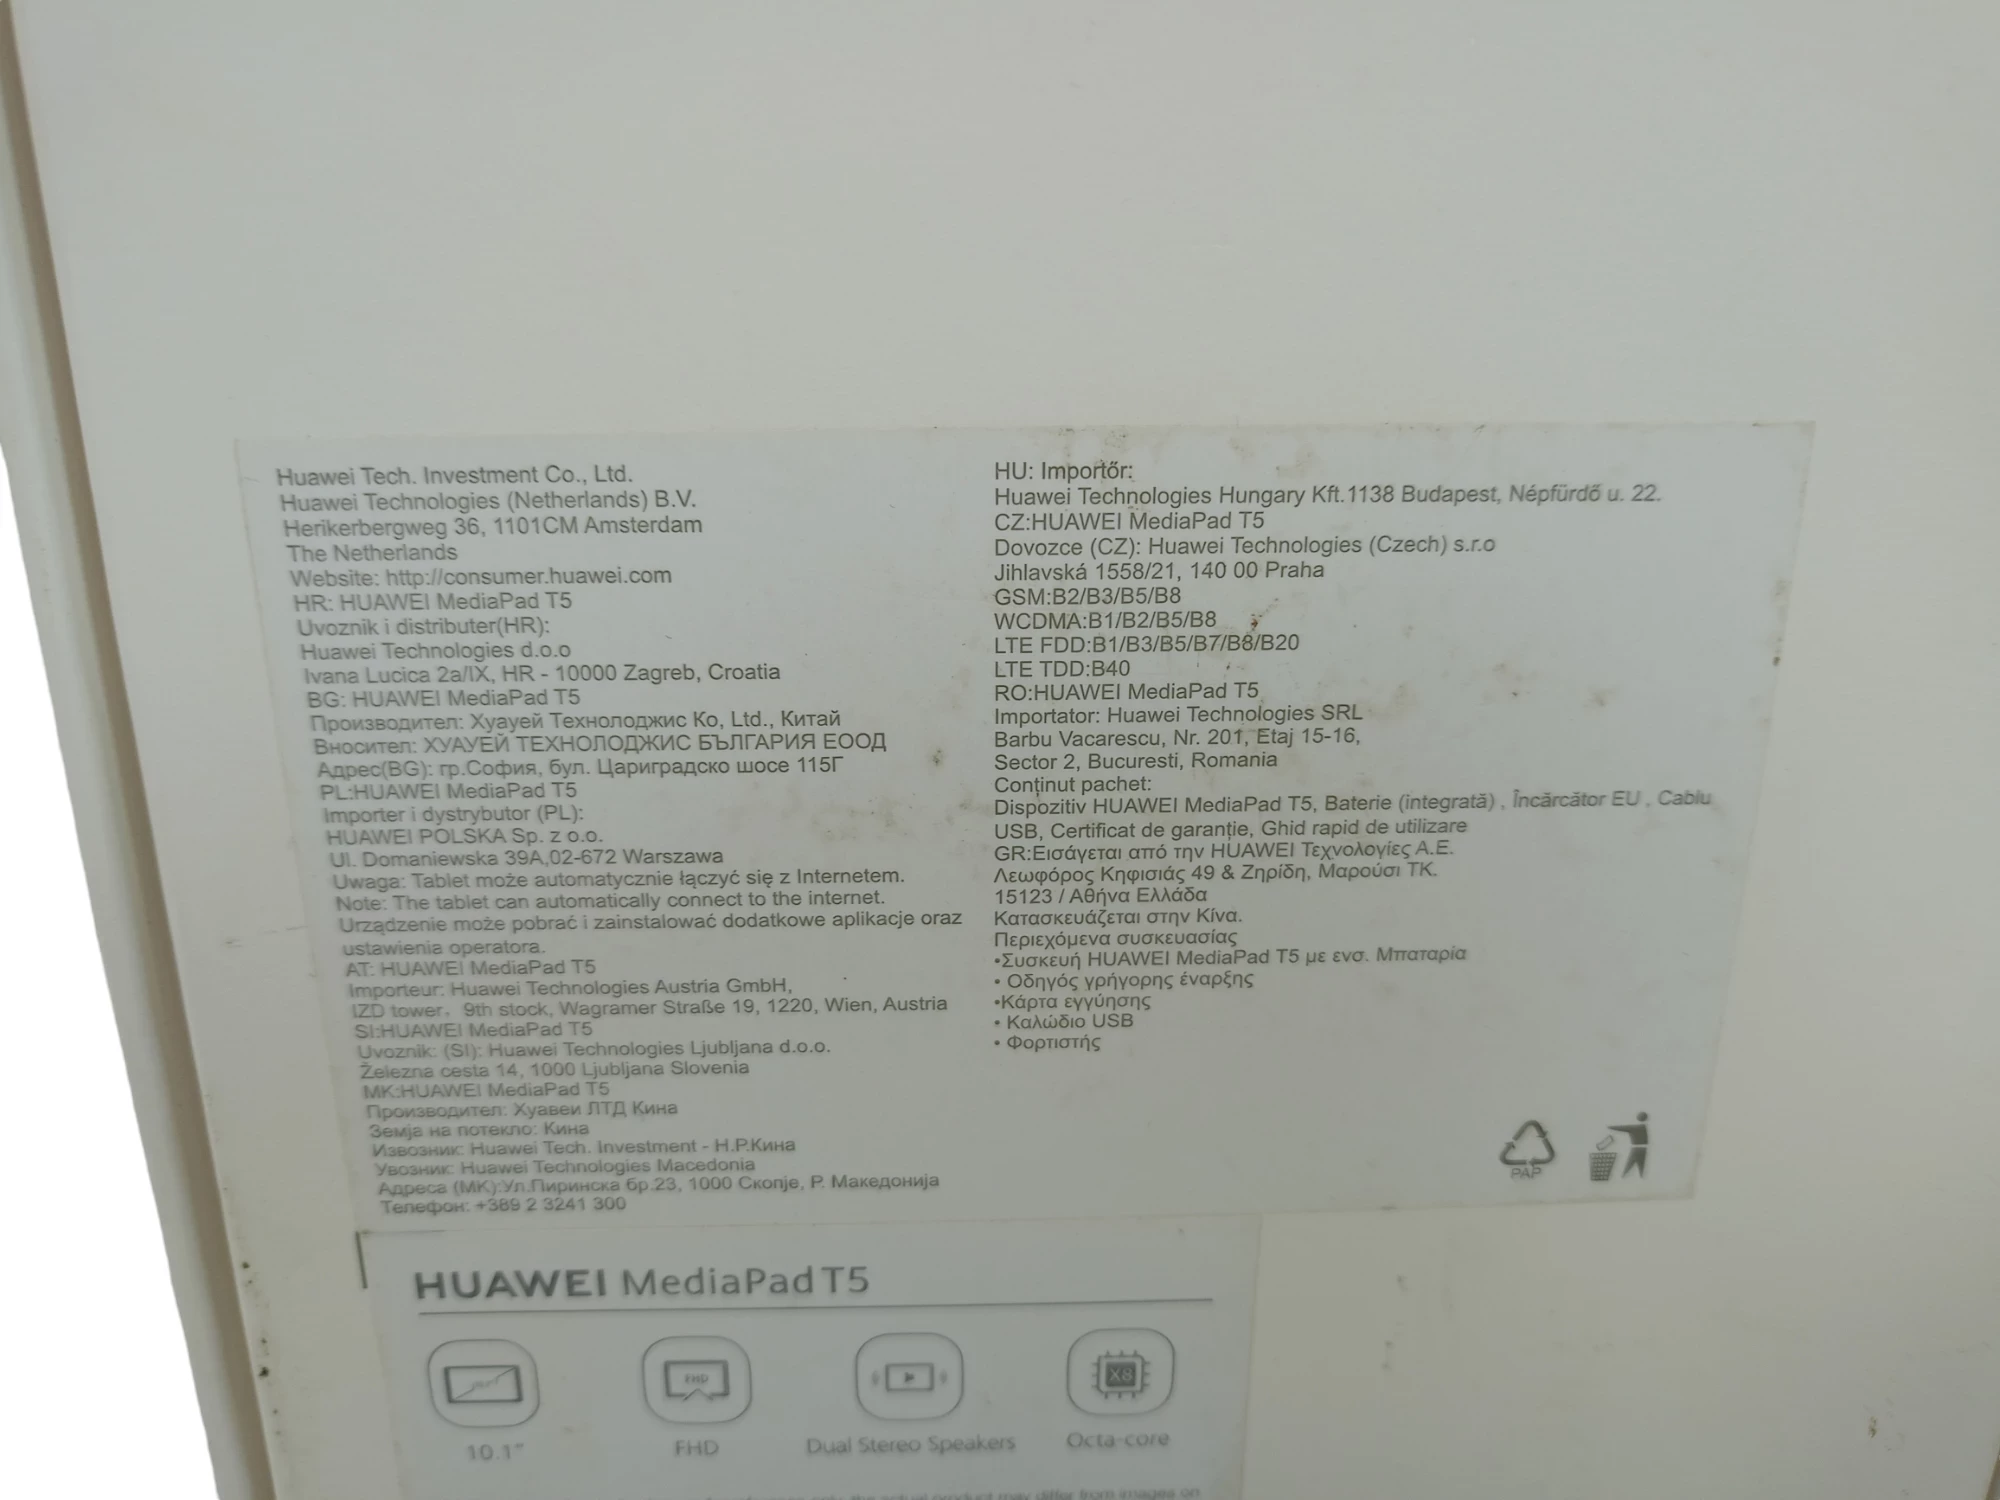 Huawei Tech. Investment Co., Ltd.
Huawei Technologies (Netherlands) B.V.
Herikerbergweg 36, 1101CM Amsterdam
The Netherlands
Website: http://consumer.huawei.com
HR: HUAWEI MediaPad T5
Uvoznik i distributer(HR):
Huawei Technologies d.o.o
Ivana Lucica 2a/IX, HR - 10000 Zagreb, Croatia
BG: HUAWEI MediaPad T5
Производител: Хуауей Технолоджис Ко, Ltd., Китай
Вносител: ХУАУЕЙ ТЕХНОЛОДЖИС БЪЛГАРИЯ ЕООД
Адрес(BG): гр.София, бул. Цариградско шосе 115Г
PL:HUAWEI MediaPad T5
Importer i dystrybutor (PL):
HUAWEI POLSKA Sp. z o.o.
Ul. Domaniewska 39A,02-672 Warszawa
Uwaga: Tablet może automatycznie łączyć się z Internetem.
Note: The tablet can automatically connect to the internet.
Urządzenie może pobrać i zainstalować dodatkowe aplikacje oraz
ustawienia operatora.
AT: HUAWEI MediaPad T5
Importeur: Huawei Technologies Austria GmbH,
IZD tower, 9th stock, Wagramer Straße 19, 1220, Wien, Austria
SI:HUAWEI MediaPad T5
Uvoznik: (SI): Huawei Technologies Ljubljana d.o.o.
Železna cesta 14, 1000 Ljubljana Slovenia
MK:HUAWEI MediaPad T5
Производител: Хуавеи ЛТД Кина
Земја на потекло: Кина
Извозник: Huawei Tech. Investment - Н.Р.Кина
Увозник: Huawei Technologies Macedonia
Адреса (МК):Ул.Пиринска бр.23, 1000 Скопје, Р. Македонија
Телефон: +389 2 3241 300
HU: Importőr:
Huawei Technologies Hungary Kft.1138 Budapest, Népfürdő u. 22.
CZ:HUAWEI MediaPad T5
Dovozce (CZ): Huawei Technologies (Czech) s.r.o
Jihlavská 1558/21, 140 00 Praha
GSM:B2/B3/B5/B8
WCDMA:B1/B2/B5/B8
LTE FDD:B1/B3/B5/B7/B8/B20
LTE TDD:B40
RO:HUAWEI MediaPad T5
Importator: Huawei Technologies SRL
Barbu Vacarescu, Nr. 201, Etaj 15-16,
Sector 2, Bucuresti, Romania
Conținut pachet:
Dispozitiv HUAWEI MediaPad T5, Baterie (integrată) , Încărcător EU , Cablu
USB, Certificat de garanție, Ghid rapid de utilizare
GR:Εισάγεται από την HUAWEI Τεχνολογίες Α.Ε.
Λεωφόρος Κηφισιάς 49 & Ζηρίδη, Μαρούσι ΤΚ.
15123 / Αθήνα Ελλάδα
Κατασκευάζεται στην Κίνα.
Περιεχόμενα συσκευασίας
•Συσκευή HUAWEI MediaPad T5 με ενσ. Μπαταρία
• Οδηγός γρήγορης έναρξης
•Κάρτα εγγύησης
• Καλώδιο USB
• Φορτιστής
PAP
HUAWEI MediaPad T5
FHD
X8
10.1"
FHD
Dual Stereo Speakers
Octa-core
the actual product may differ from images on